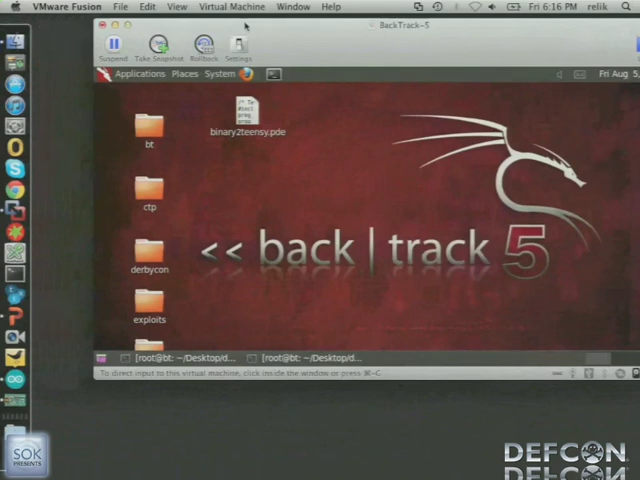 VMware Fusion File Edit View Virtual Machine Window Help Fri 6:16 PM relik
BackTrack-5
Suspend Take Snapshot Rollback Settings
Applications Places System Fri Aug 5,
bt
binary2teensy.pde
ctp
derbycon
exploits
<< back | track 5
[root@bt: ~/Desktop/d... [root@bt: ~/Desktop/d...
To direct input to this virtual machine, click inside the window or press ⌘-G
SOK
PRESENTS
DEFCON